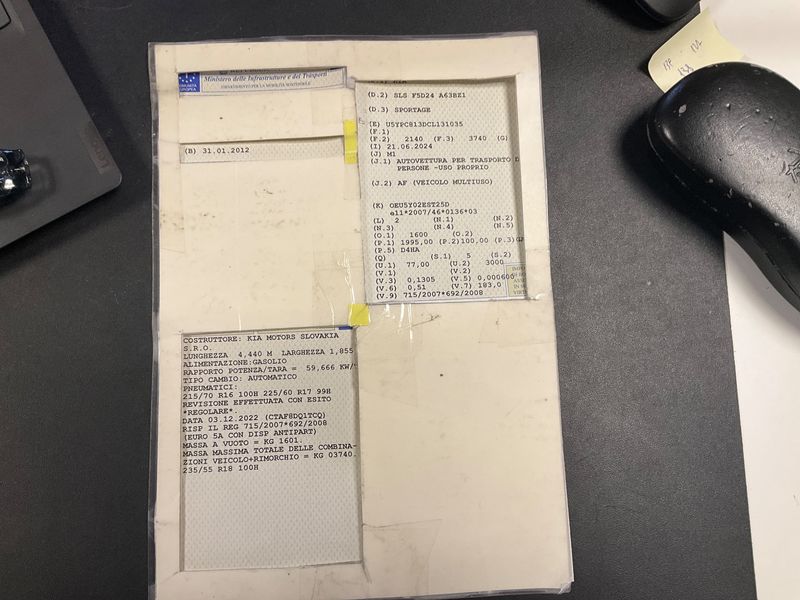 Ministero delle Infrastrutture e dei Trasporti
DIPARTIMENTO PER LA MOBILITÀ SOSTENIBILE
(B) 31.01.2012
(D.2) SLS F5D24 A63BZ1
(D.3) SPORTAGE
(E) U5YPC813DCL131035
(F.1)
(F.2) 2140 (F.3) 3740 (G)
(I) 21.06.2024
(J) M1
(J.1) AUTOVETTURA PER TRASPORTO D
PERSONE -USO PROPRIO
(J.2) AF (VEICOLO MULTIUSO)
(K) OEU5Y02EST25D
e11*2007/46*0136*03
(L) 2 (N.1) (N.2)
(N.3) (N.4) (N.5)
(O.1) 1600 (O.2)
(P.1) 1995,00 (P.2)100,00 (P.3)GA
(P.5) D4HA
(Q) (S.1) 5 (S.2)
(U.1) 77,00 (U.2) 3000
(V.1) (V.2)
(V.3) 0,1305 (V.5) 0,000605
(V.6) 0,51 (V.7) 183,0
(V.9) 715/2007*692/2008
COSTRUTTORE: KIA MOTORS SLOVAKIA
S.R.O.
LUNGHEZZA 4,440 M LARGHEZZA 1,855
ALIMENTAZIONE:GASOLIO
RAPPORTO POTENZA/TARA = 59,666 KW/
TIPO CAMBIO: AUTOMATICO
PNEUMATICI:
215/70 R16 100H 225/60 R17 99H
REVISIONE EFFETTUATA CON ESITO
*REGOLARE*.
DATA 03.12.2022 (CTAF8DQ1TCQ)
RISP IL REG 715/2007*692/2008
(EURO 5A CON DISP ANTIPART)
MASSA A VUOTO = KG 1601.
MASSA MASSIMA TOTALE DELLE COMBINA-
ZIONI VEICOLO+RIMORCHIO = KG 03740.
235/55 R18 100H